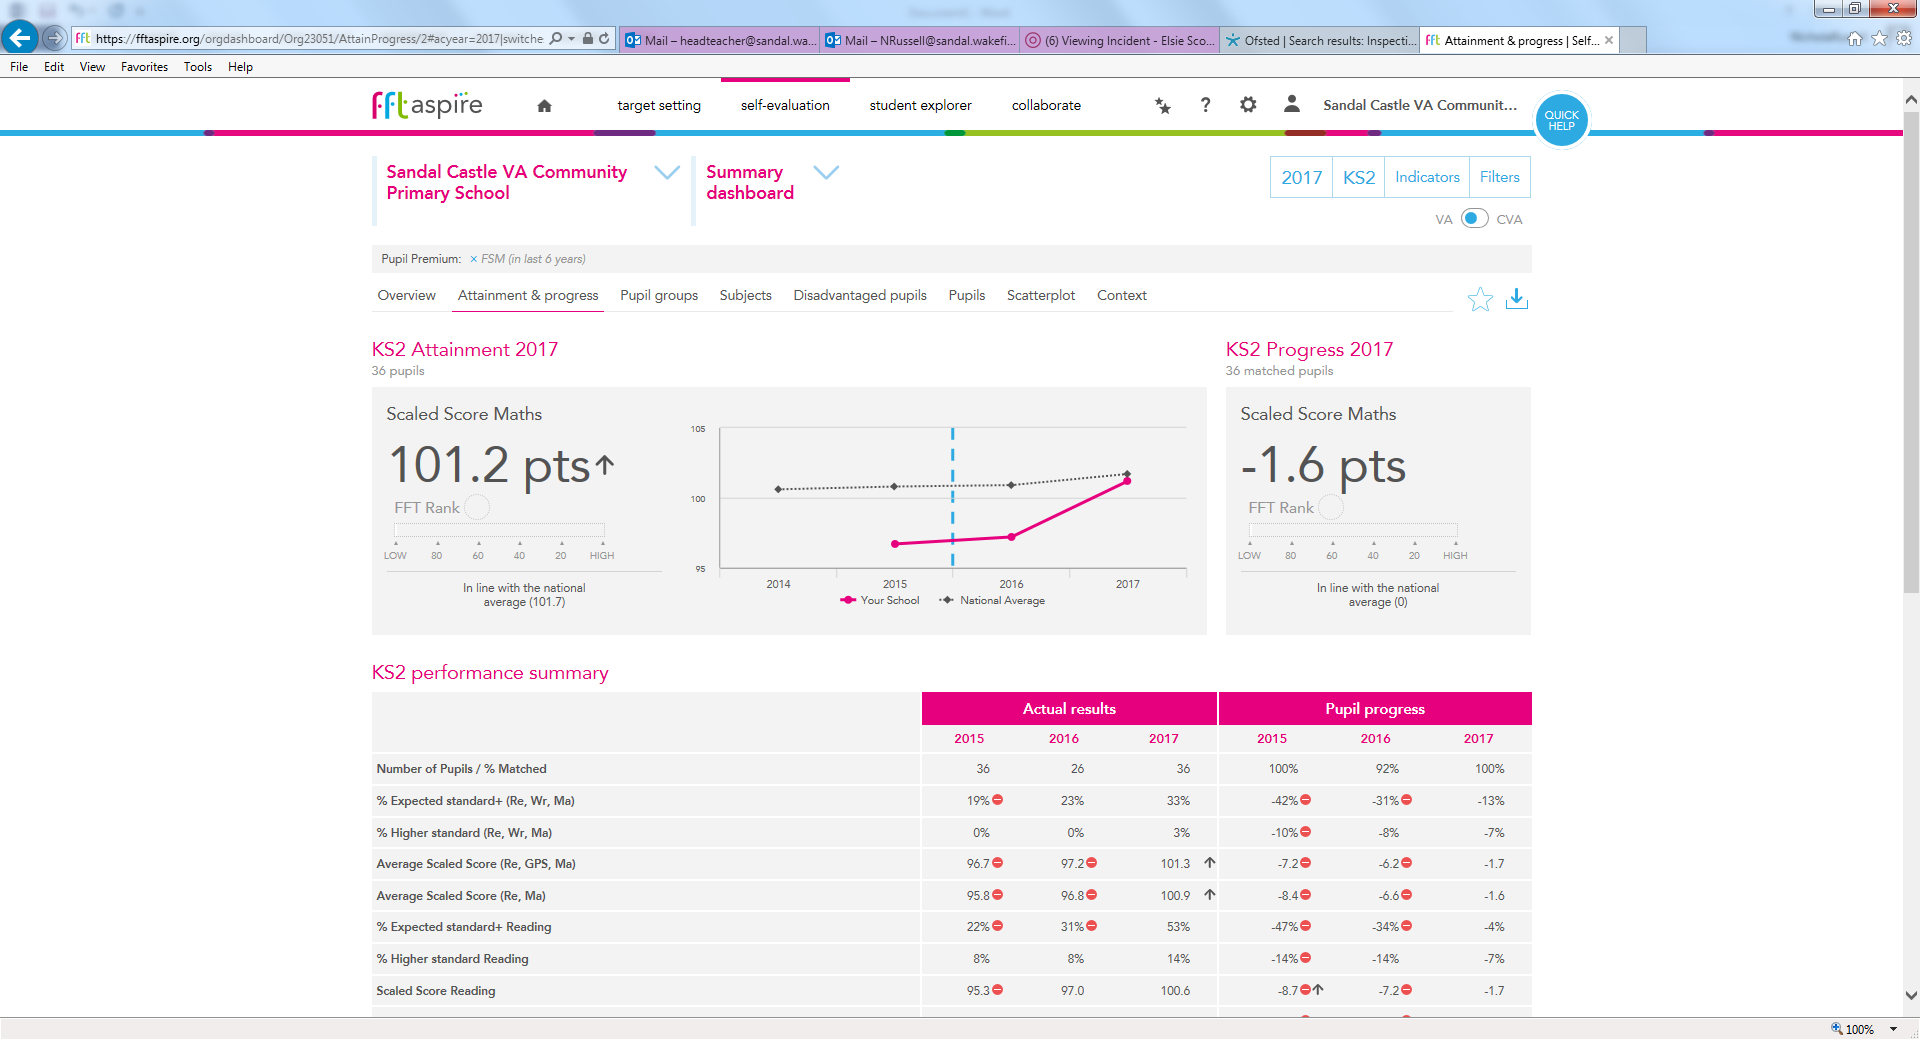 https://fftaspire.org/orgdashboard/Org23051/AttainProgress/2#acyear=2017|switche
Mail – headteacher@sandal.wa...
Mail – NRussell@sandal.wakefi...
(6) Viewing Incident - Elsie Sco...
Ofsted | Search results: Inspecti...
Attainment & progress | Self...
File Edit View Favorites Tools Help
fft aspire
target setting
self-evaluation
student explorer
collaborate
?
Sandal Castle VA Communit...
QUICK
HELP
Sandal Castle VA Community
Primary School
Summary
dashboard
2017 KS2 Indicators Filters
VA CVA
Pupil Premium: × FSM (in last 6 years)
Overview Attainment & progress Pupil groups Subjects Disadvantaged pupils Pupils Scatterplot Context
KS2 Attainment 2017
36 pupils
Scaled Score Maths
101.2 pts
FFT Rank
LOW 80 60 40 20 HIGH
In line with the national
average (101.7)
105
100
95
2014 2015 2016 2017
Your School National Average
KS2 Progress 2017
36 matched pupils
Scaled Score Maths
-1.6 pts
FFT Rank
LOW 80 60 40 20 HIGH
In line with the national
average (0)
KS2 performance summary
Actual results Pupil progress
2015 2016 2017 2015 2016 2017
Number of Pupils / % Matched 36 26 36 100% 92% 100%
% Expected standard+ (Re, Wr, Ma) 19% 23% 33% -42% -31% -13%
% Higher standard (Re, Wr, Ma) 0% 0% 3% -10% -8% -7%
Average Scaled Score (Re, GPS, Ma) 96.7 97.2 101.3 -7.2 -6.2 -1.7
Average Scaled Score (Re, Ma) 95.8 96.8 100.9 -8.4 -6.6 -1.6
% Expected standard+ Reading 22% 31% 53% -47% -34% -4%
% Higher standard Reading 8% 8% 14% -14% -14% -7%
Scaled Score Reading 95.3 97.0 100.6 -8.7 -7.2 -1.7
100%